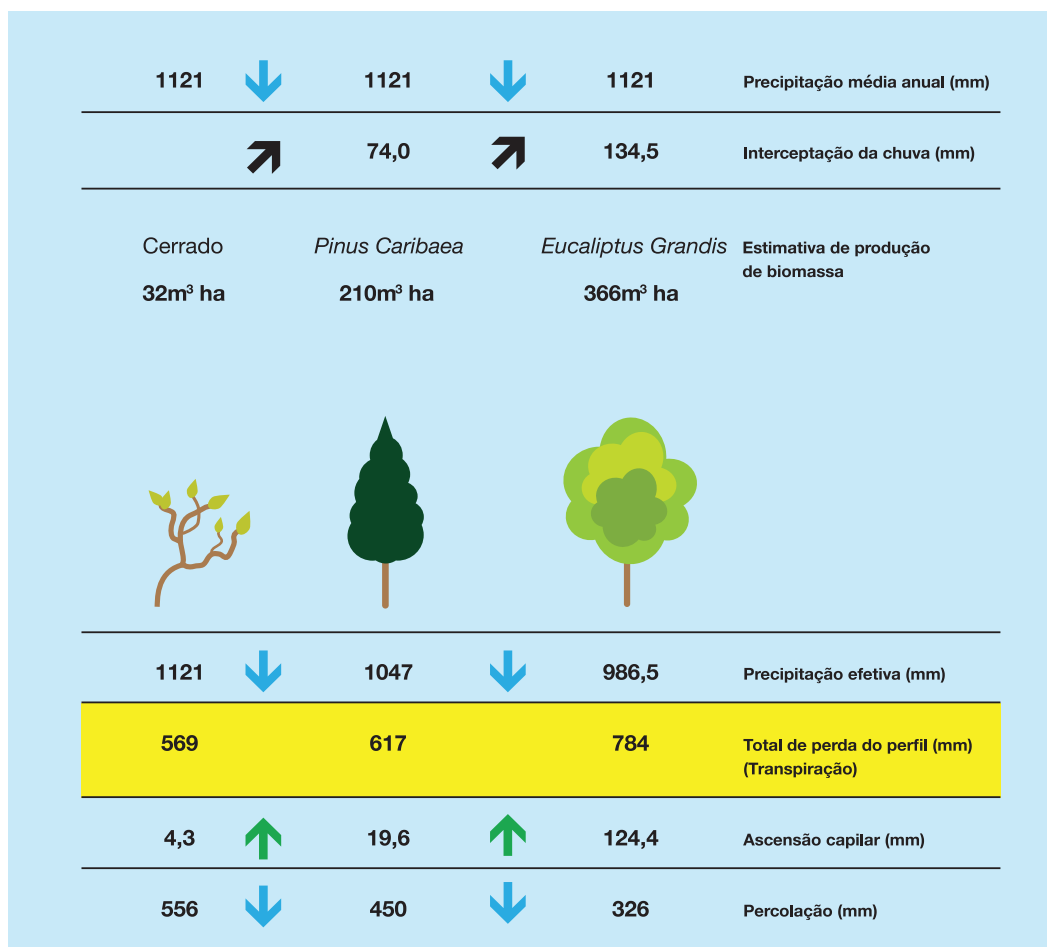 1121 1121 1121 Precipitação média anual (mm)
74,0 134,5 Interceptação da chuva (mm)
Cerrado Pinus Caribaea Eucaliptus Grandis Estimativa de produção
de biomassa
32m³ ha 210m³ ha 366m³ ha
1121 1047 986,5 Precipitação efetiva (mm)
569 617 784 Total de perda do perfil (mm)
(Transpiração)
4,3 19,6 124,4 Ascensão capilar (mm)
556 450 326 Percolação (mm)